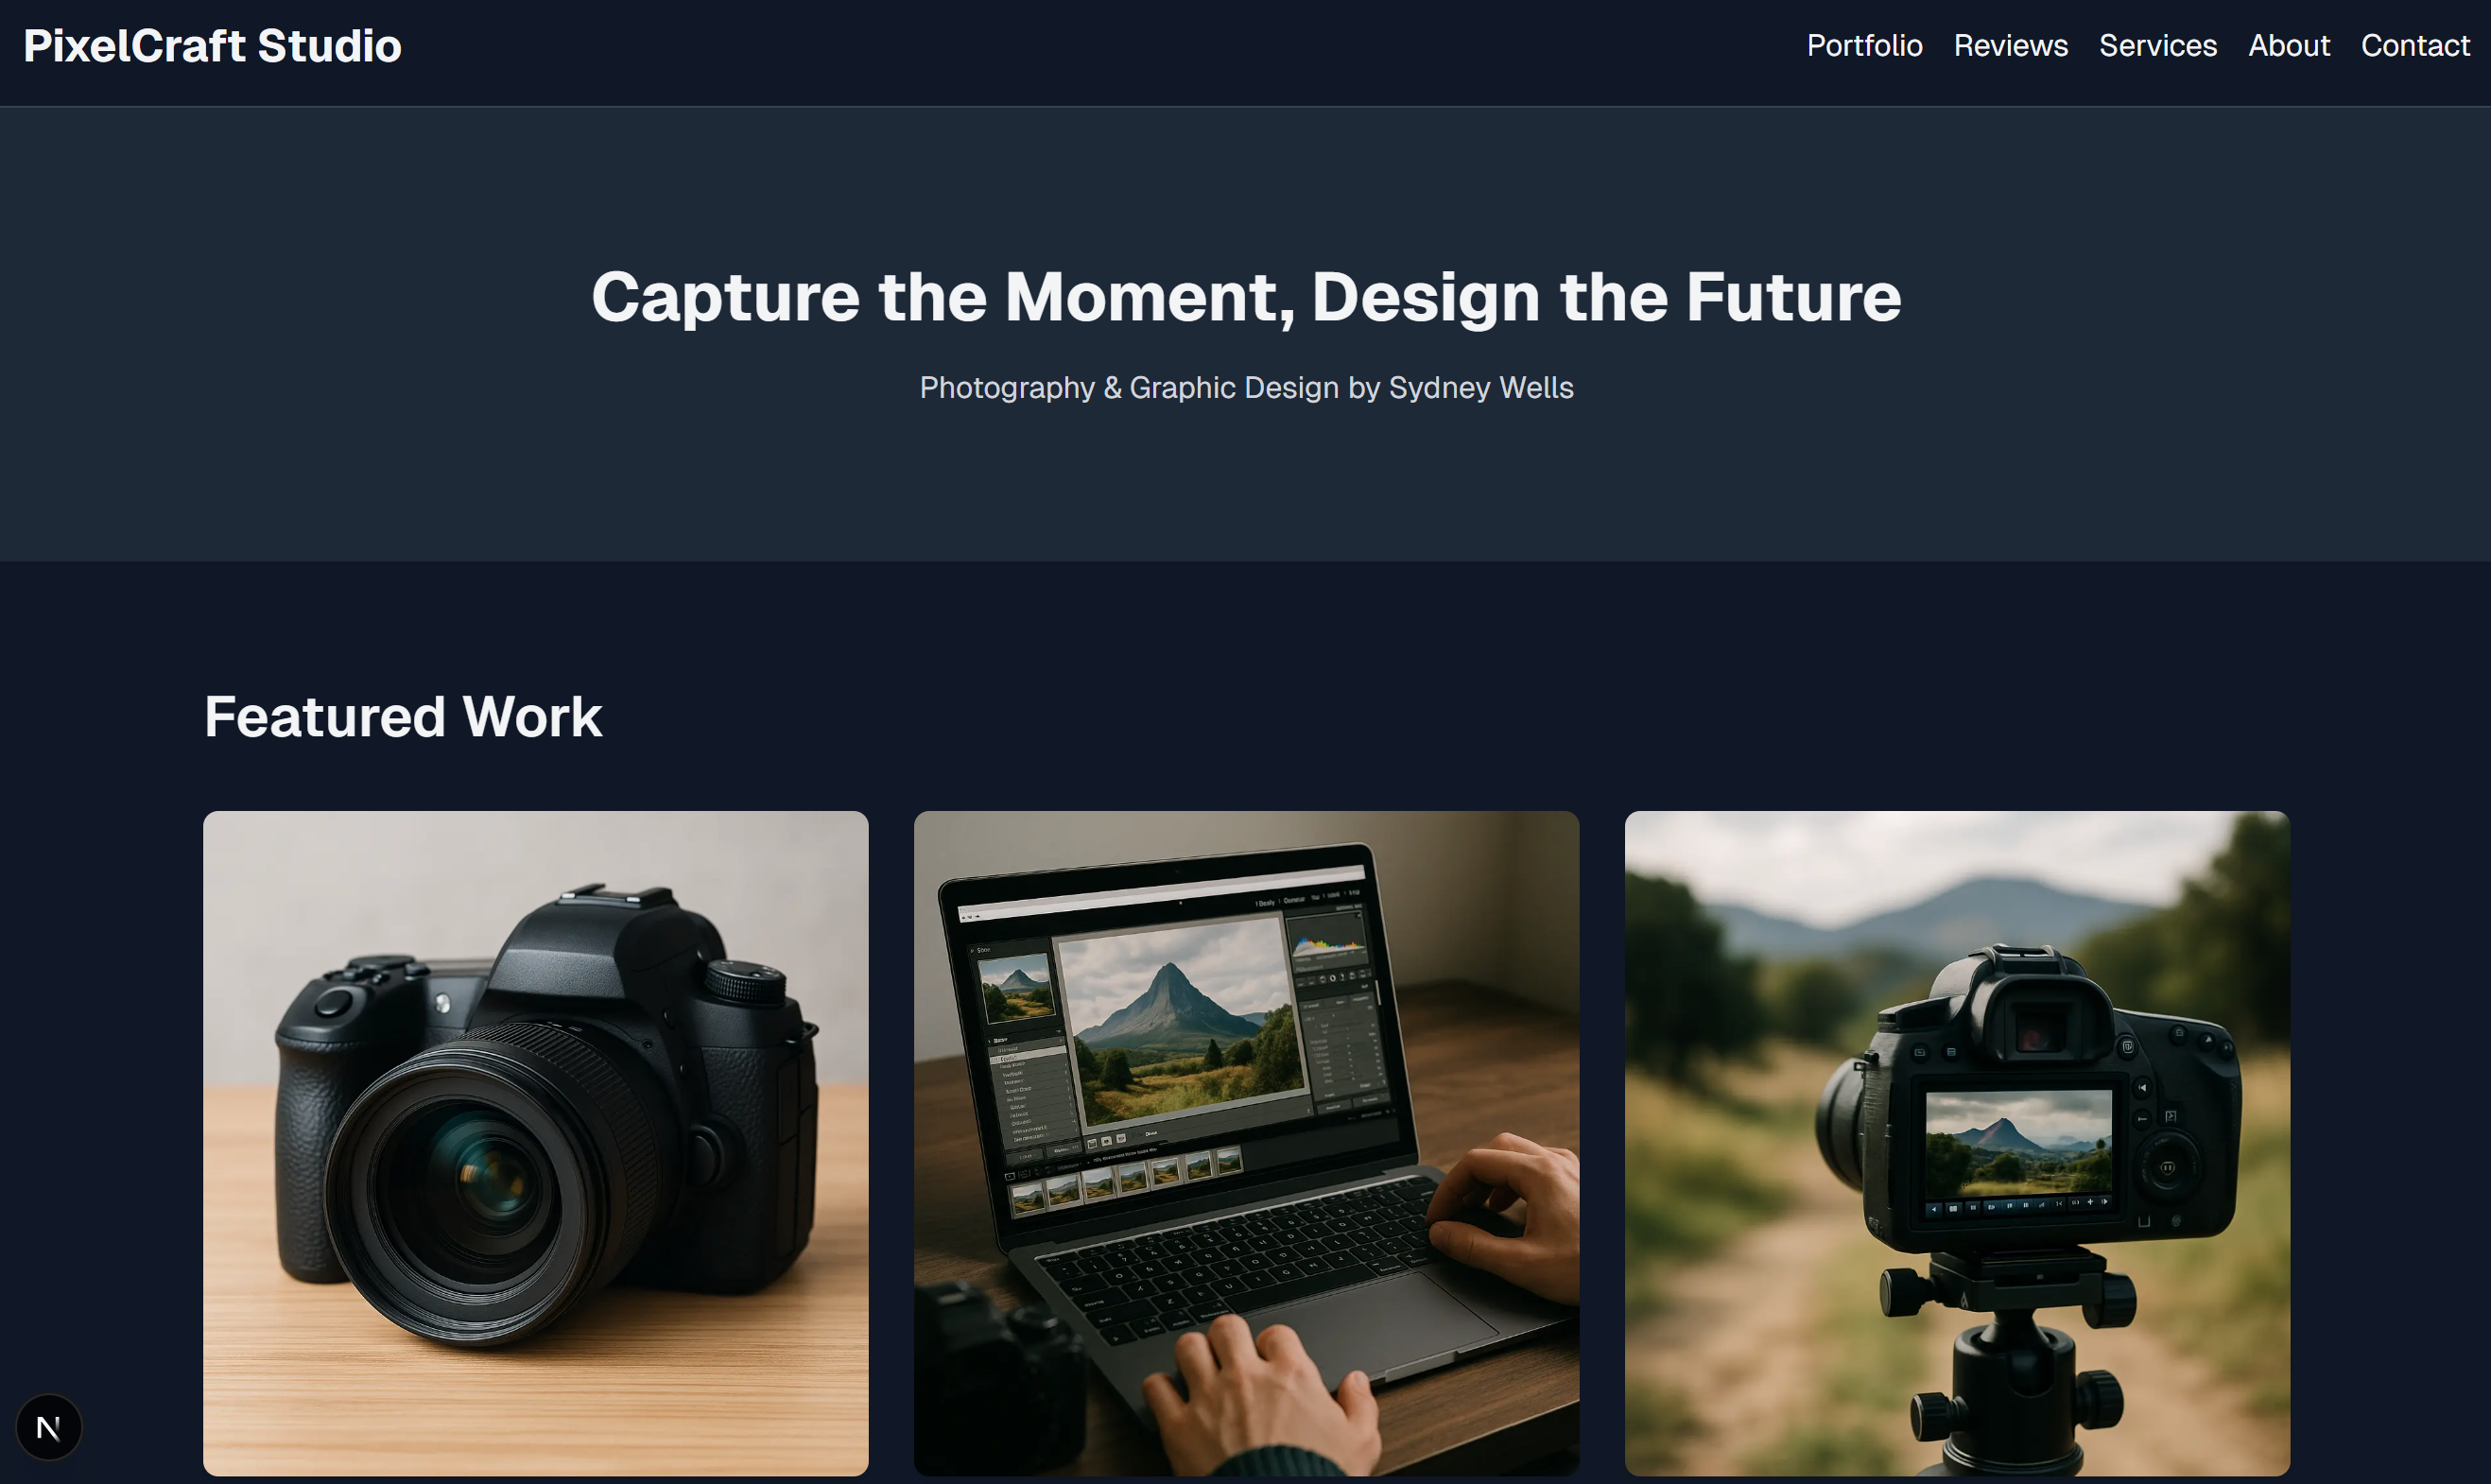 PixelCraft Studio
Portfolio Reviews Services About Contact
Capture the Moment, Design the Future
Photography & Graphic Design by Sydney Wells
Featured Work
N